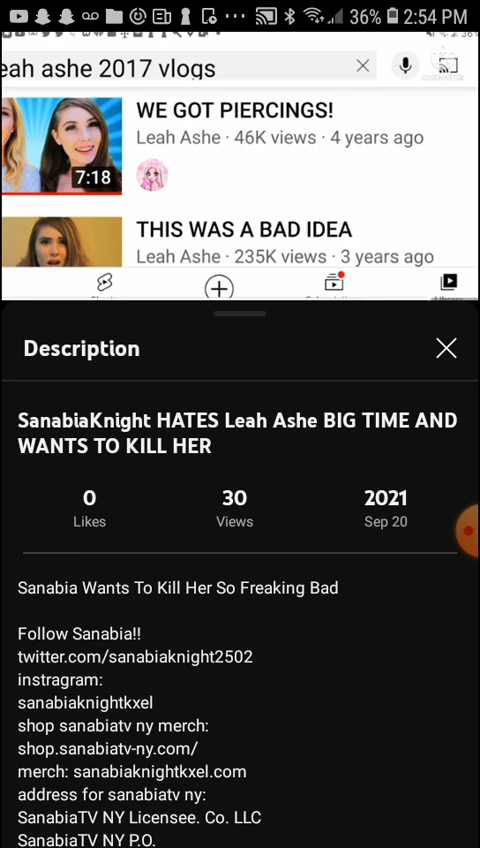 36% 2:54 PM
eah ashe 2017 vlogs
WE GOT PIERCINGS!
Leah Ashe · 46K views · 4 years ago
7:18
THIS WAS A BAD IDEA
Leah Ashe · 235K views · 3 years ago
Description
SanabiaKnight HATES Leah Ashe BIG TIME AND
WANTS TO KILL HER
0 30 2021
Likes Views Sep 20
Sanabia Wants To Kill Her So Freaking Bad
Follow Sanabia!!
twitter.com/sanabiaknight2502
instragram:
sanabiaknightkxel
shop sanabiatv ny merch:
shop.sanabiatv-ny.com/
merch: sanabiaknightkxel.com
address for sanabiatv ny:
SanabiaTV NY Licensee. Co. LLC
SanabiaTV NY P.O.